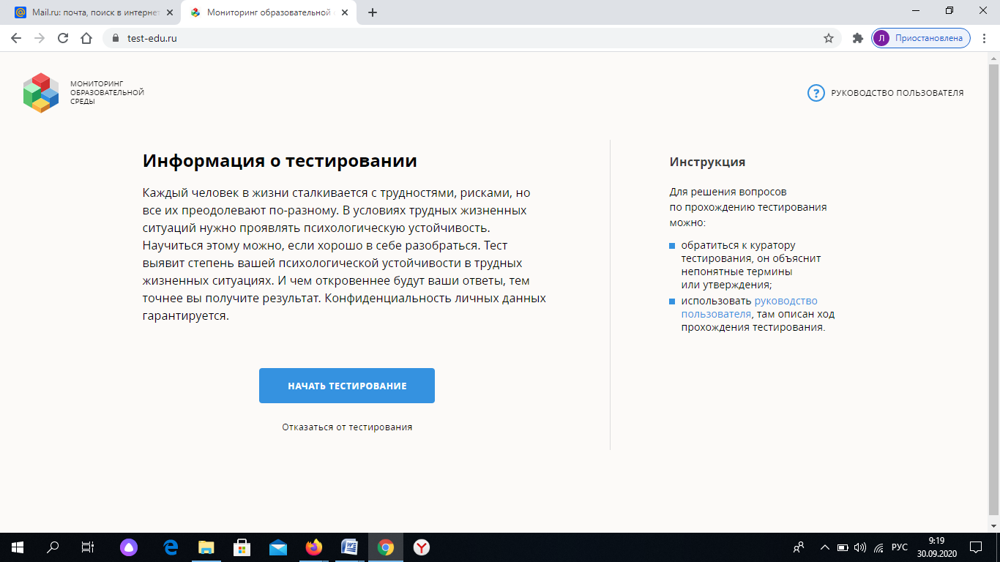 Mail.ru: почта, поиск в интернет
Мониторинг образовательной
test-edu.ru
Л
Приостановлена
МОНИТОРИНГ
ОБРАЗОВАТЕЛЬНОЙ
СРЕДЫ
? РУКОВОДСТВО ПОЛЬЗОВАТЕЛЯ
Информация о тестировании
Каждый человек в жизни сталкивается с трудностями, рисками, но
все их преодолевают по-разному. В условиях трудных жизненных
ситуаций нужно проявлять психологическую устойчивость.
Научиться этому можно, если хорошо в себе разобраться. Тест
выявит степень вашей психологической устойчивости в трудных
жизненных ситуациях. И чем откровеннее будут ваши ответы, тем
точнее вы получите результат. Конфиденциальность личных данных
гарантируется.
НАЧАТЬ ТЕСТИРОВАНИЕ
Отказаться от тестирования
Инструкция
Для решения вопросов
по прохождению тестирования
можно:
обратиться к куратору
тестирования, он объяснит
непонятные термины
или утверждения;
использовать руководство
пользователя, там описан ход
прохождения тестирования.
РУС
9:19
30.09.2020